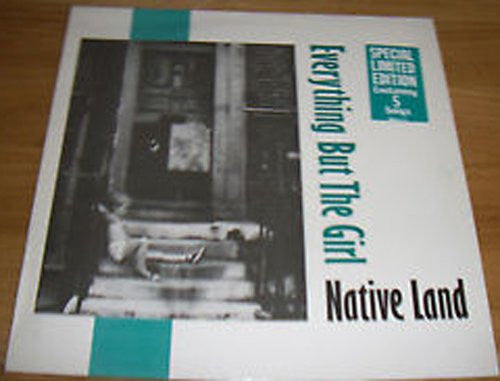 Everything But The Girl
Native Land
SPECIAL
LIMITED
EDITION
Containing
5
Songs